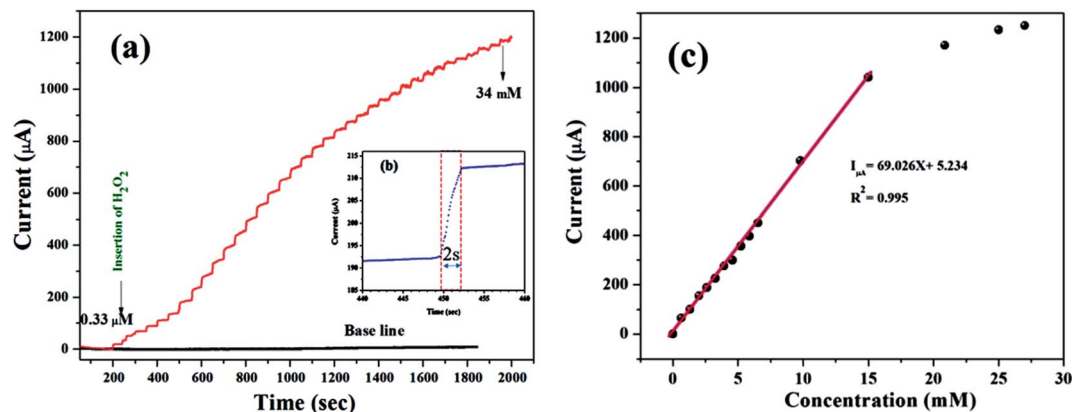 (a)
1200
1000
800
600
400
200
0
Current (µA)
0.33 µM
Insertion of H₂O₂
34 mM
Base line
200 400 600 800 1000 1200 1400 1600 1800 2000
Time (sec)
(b)
215
210
205
200
195
190
185
Current (µA)
2s
440 445 450 455 460
Time (sec)
(c)
1200
1000
800
600
400
200
0
Current (µA)
I_µA = 69.026X+ 5.234
R² = 0.995
0 5 10 15 20 25 30
Concentration (mM)